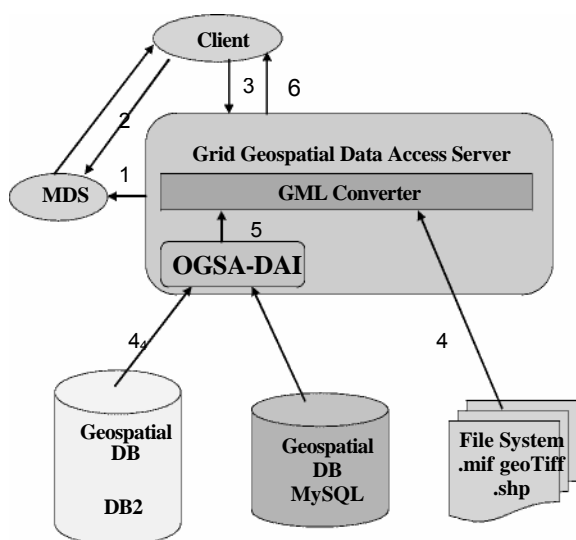 Client
3
6
2
Grid Geospatial Data Access Server
1
MDS
GML Converter
5
OGSA-DAI
4₄
4
Geospatial
DB
DB2
Geospatial
DB
MySQL
File System
.mif geoTiff
.shp